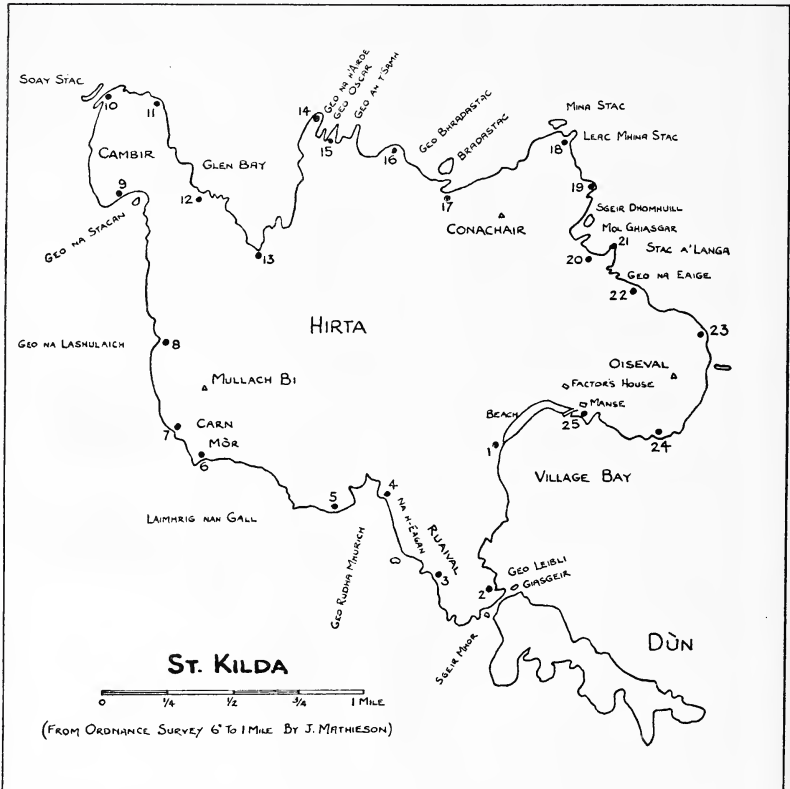 SOAY STAC
10
11
CAMBIR
9
GEO NA STACAN
12
GLEN BAY
13
14
GEO NA h'AIRDE
GEO OSCAR
GEO AN T'SAMH
15
16
GEO BHRADASTAC
BRADASTAC
17
CONACHAIR
MINA STAC
18
LEAC MHINA STAC
19
SGEIR DHOMHUILL
MOL GHIASGAR
20
21
STAC A'LANGA
GEO NA EAIGE
22
23
HIRTA
GEO NA LASHULAICH
8
MULLACH BI
7
CARN
MÒR
6
OISEVAL
FACTOR'S HOUSE
MANSE
BEACH
25
24
1
VILLAGE BAY
LAIMHRIG NAN GALL
5
4
NA H-EAGAN
RUAIVAL
GEO RUDHA MHURICH
3
2
GEO LEIBLI
GIASGEIR
SGEIR MHOR
DÙN
ST. KILDA
0 1/4 1/2 3/4 1 MILE
(FROM ORDNANCE SURVEY 6" TO 1 MILE BY J. MATHIESON)